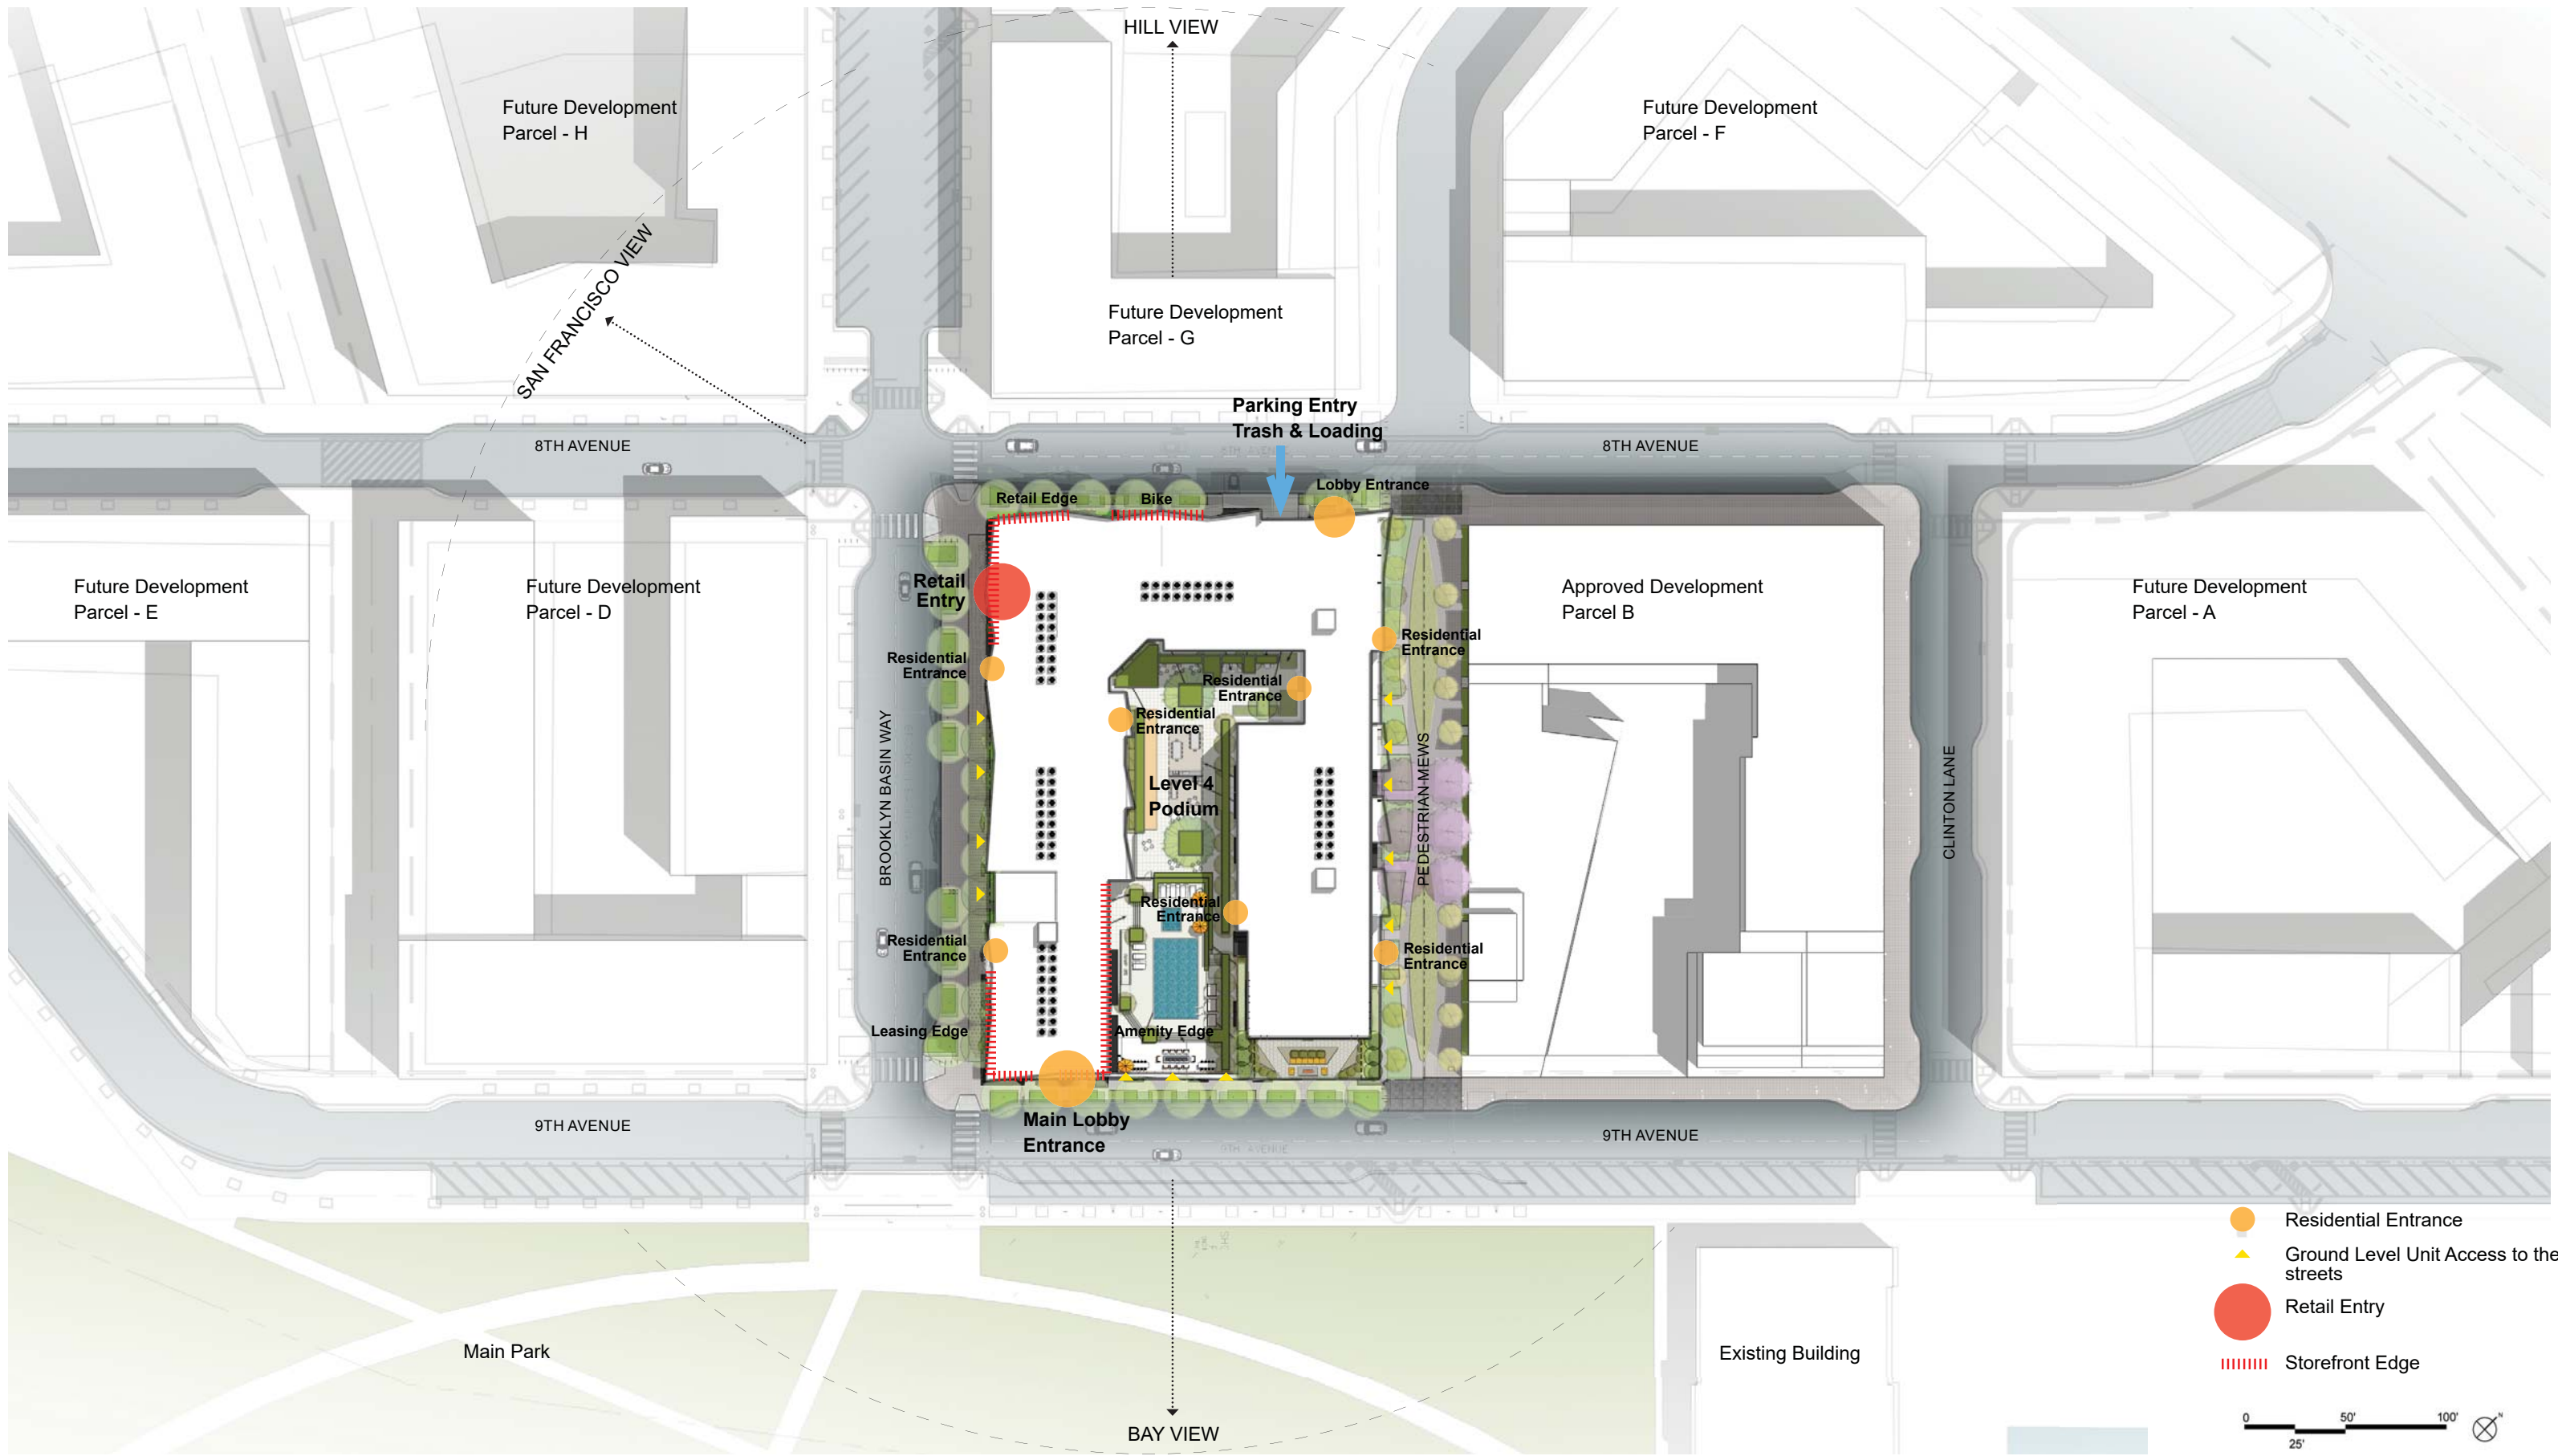 HILL VIEW
Future Development
Parcel - H
Future Development
Parcel - F
SAN FRANCISCO VIEW
Future Development
Parcel - G
Parking Entry
Trash & Loading
8TH AVENUE
8TH AVENUE
Retail Edge
Bike
Lobby Entrance
Future Development
Parcel - E
Future Development
Parcel - D
Retail
Entry
Approved Development
Parcel B
Future Development
Parcel - A
Residential
Entrance
Residential
Entrance
Residential
Entrance
Residential
Entrance
BROOKLYN BASIN WAY
Level 4
Podium
PEDESTRIAN MEWS
CLINTON LANE
Residential
Entrance
Residential
Entrance
Residential
Entrance
Leasing Edge
Amenity Edge
Main Lobby
Entrance
9TH AVENUE
9TH AVENUE
9TH AVENUE
Residential Entrance
Ground Level Unit Access to the
streets
Retail Entry
Storefront Edge
Main Park
Existing Building
BAY VIEW
0 50' 100'
25'
N